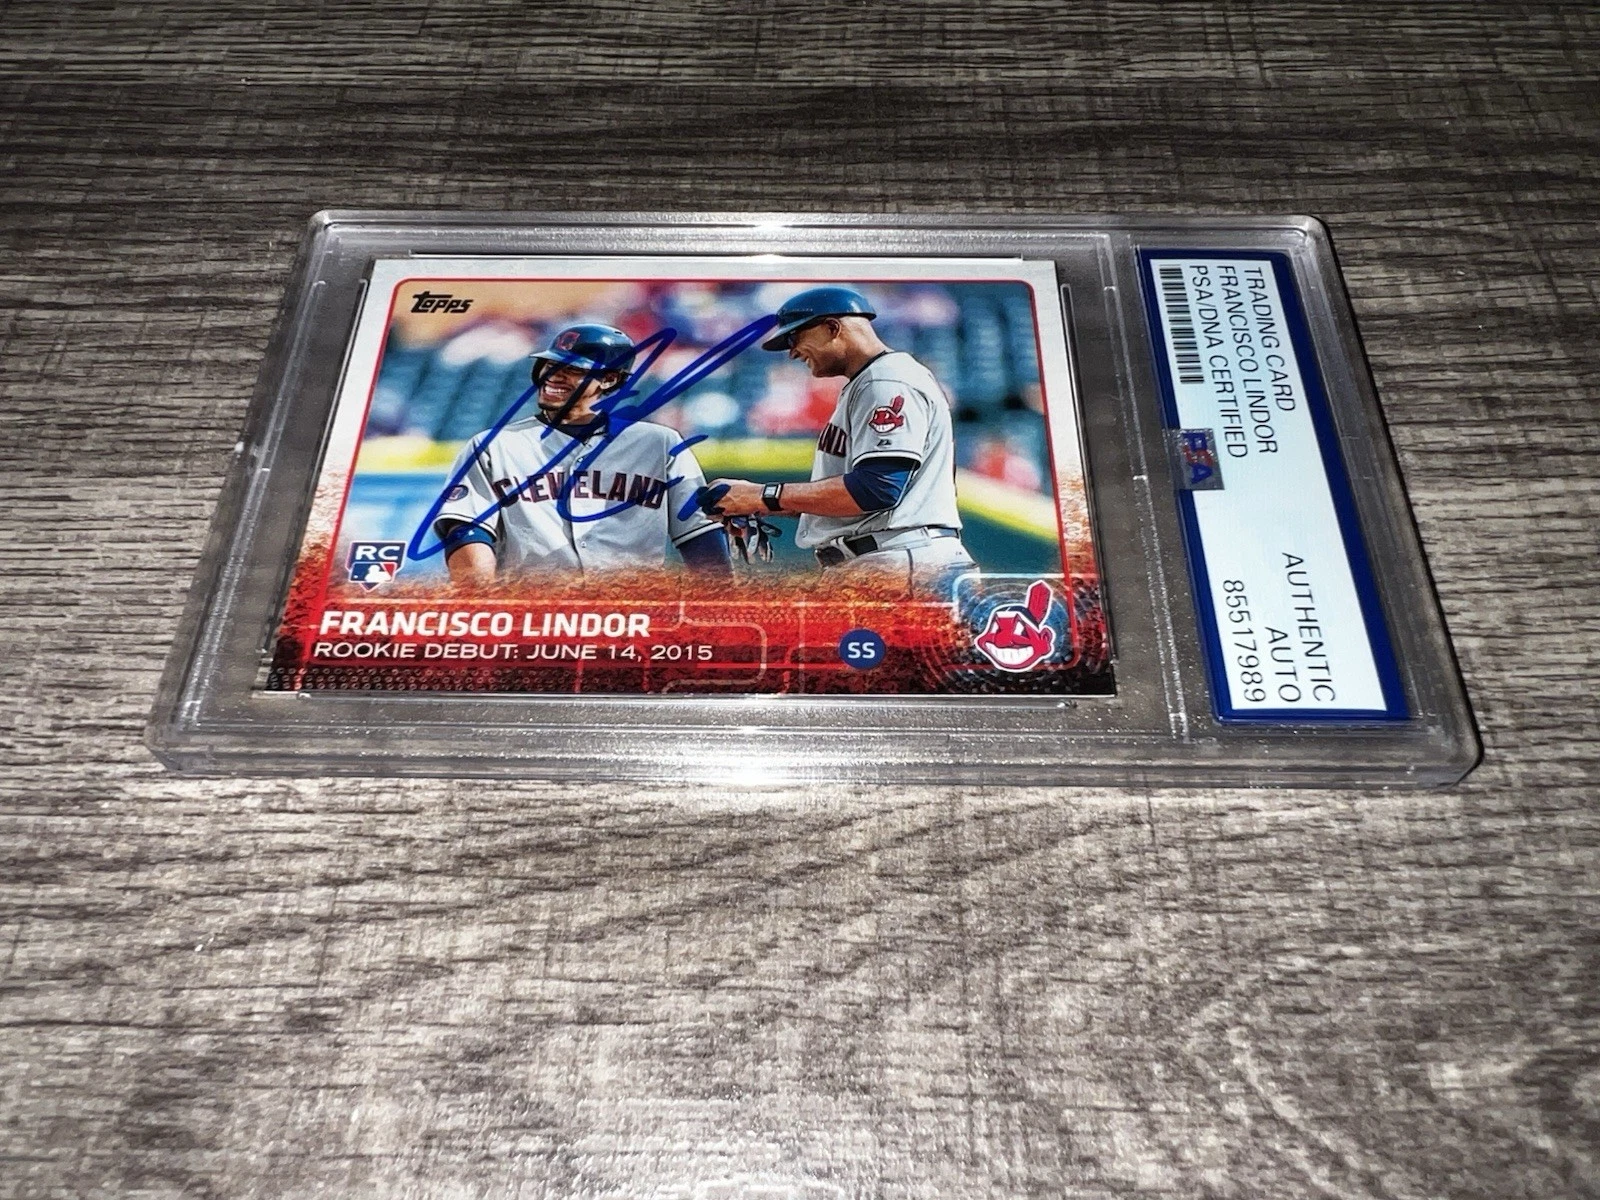 Topps
CLEVELAND
ND
RC
FRANCISCO LINDOR
ROOKIE DEBUT: JUNE 14, 2015
SS
TRADING CARD
FRANCISCO LINDOR
PSA/DNA CERTIFIED
PSA
AUTHENTIC
AUTO
85517989